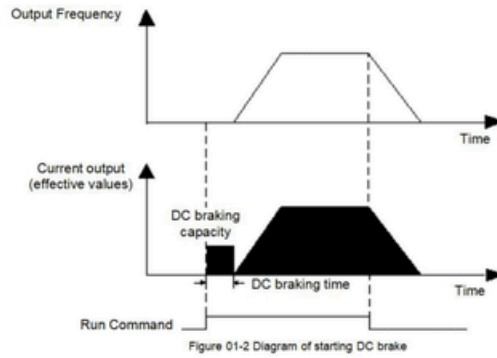 Output Frequency
Time
Current output
(effective values)
DC braking
capacity
DC braking time
Time
Run Command
Figure 01-2 Diagram of starting DC brake